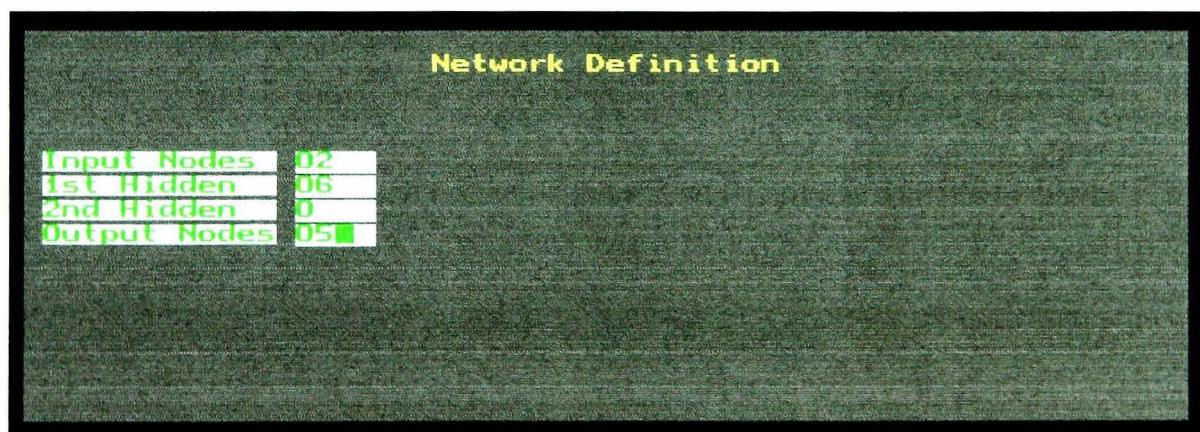 Network Definition
Input Nodes 02
1st Hidden 06
2nd Hidden 0
Output Nodes 05